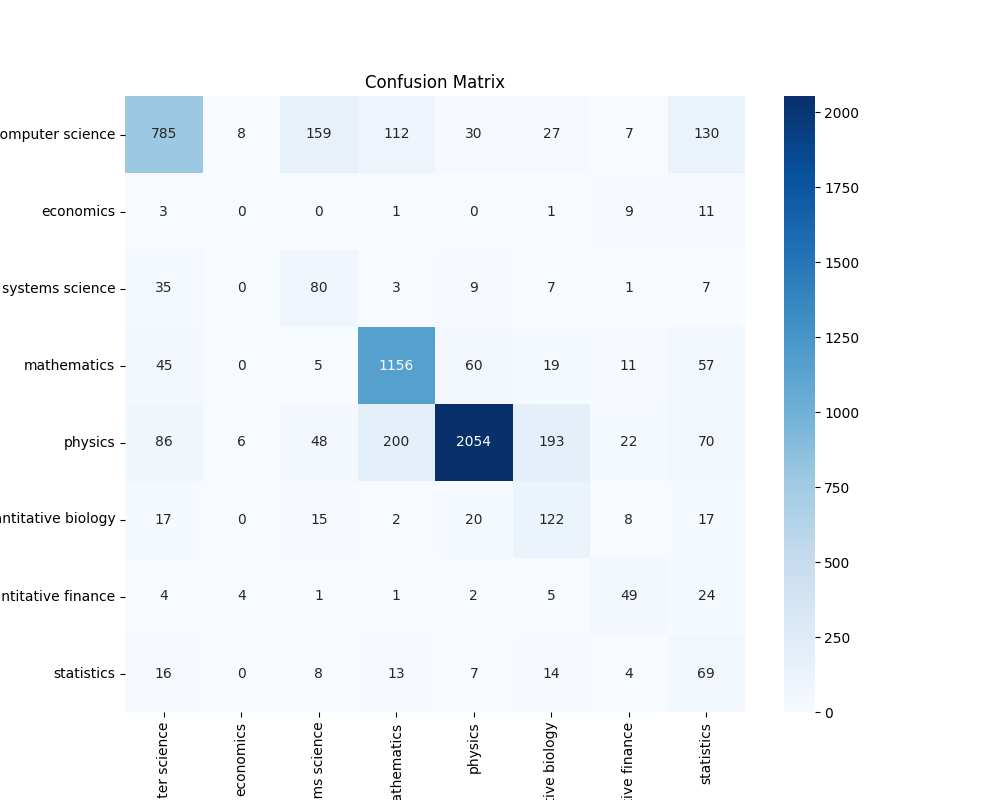 Confusion Matrix
omputer science 785 8 159 112 30 27 7 130
economics 3 0 0 1 0 1 9 11
systems science 35 0 80 3 9 7 1 7
mathematics 45 0 5 1156 60 19 11 57
physics 86 6 48 200 2054 193 22 70
ntitative biology 17 0 15 2 20 122 8 17
ntitative finance 4 4 1 1 2 5 49 24
statistics 16 0 8 13 7 14 4 69
ter science
economics
ms science
athematics
physics
tive biology
tive finance
statistics
2000
1750
1500
1250
1000
750
500
250
0